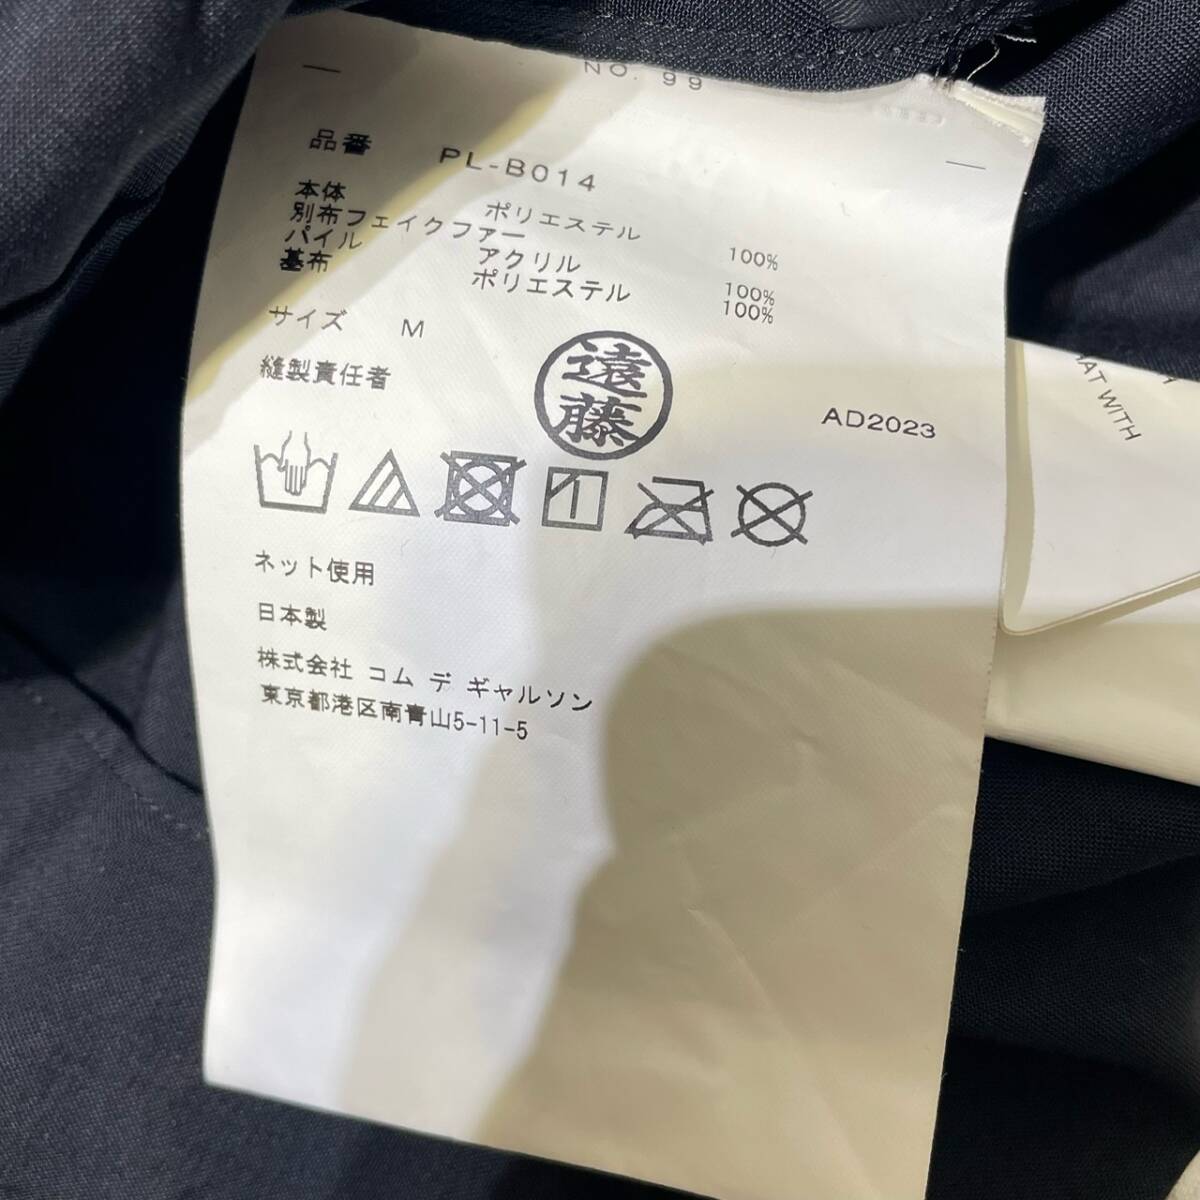 NO. 99
品番 PL-B014
本体 ポリエステル 100%
別布フェイクファー
パイル アクリル 100%
基布 ポリエステル 100%
サイズ M
縫製責任者 遠藤 AD2023
ネット使用
日本製
株式会社 コム デ ギャルソン
東京都港区南青山5-11-5
WITH